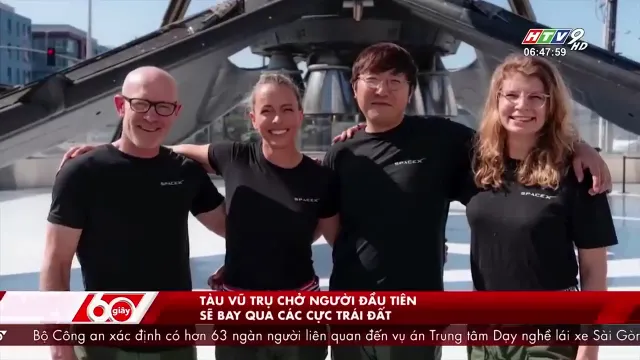 HTV9 HD
06:47:59
SPACEX
SPACEX
SPACEX
SPACEX
60 giây
TÀU VŨ TRỤ CHỞ NGƯỜI ĐẦU TIÊN
SẼ BAY QUA CÁC CỰC TRÁI ĐẤT
Bộ Công an xác định có hơn 63 ngàn người liên quan đến vụ án Trung tâm Dạy nghề lái xe Sài Gòn